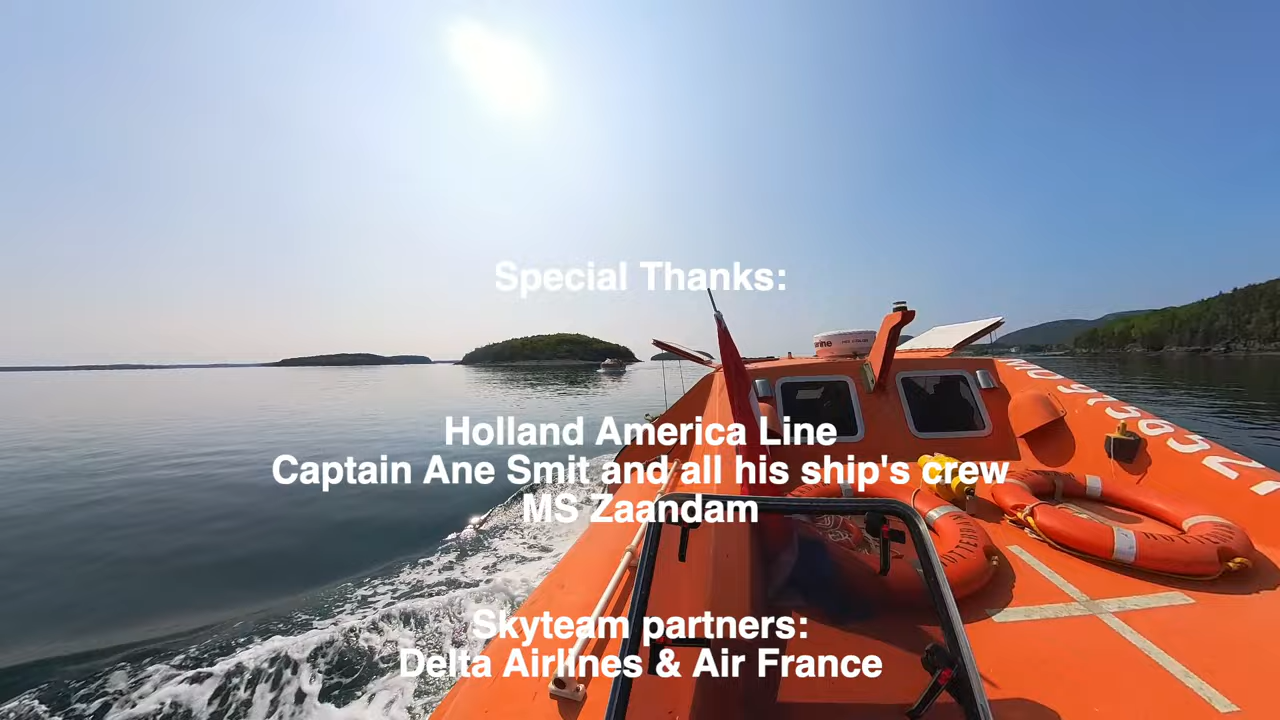 Special Thanks:
Holland America Line
Captain Ane Smit and all his ship's crew
MS Zaandam
Skyteam partners:
Delta Airlines & Air France